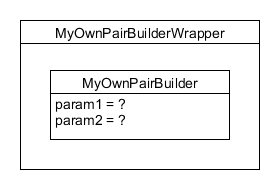 MyOwnPairBuilderWrapper
MyOwnPairBuilder
param1 = ?
param2 = ?